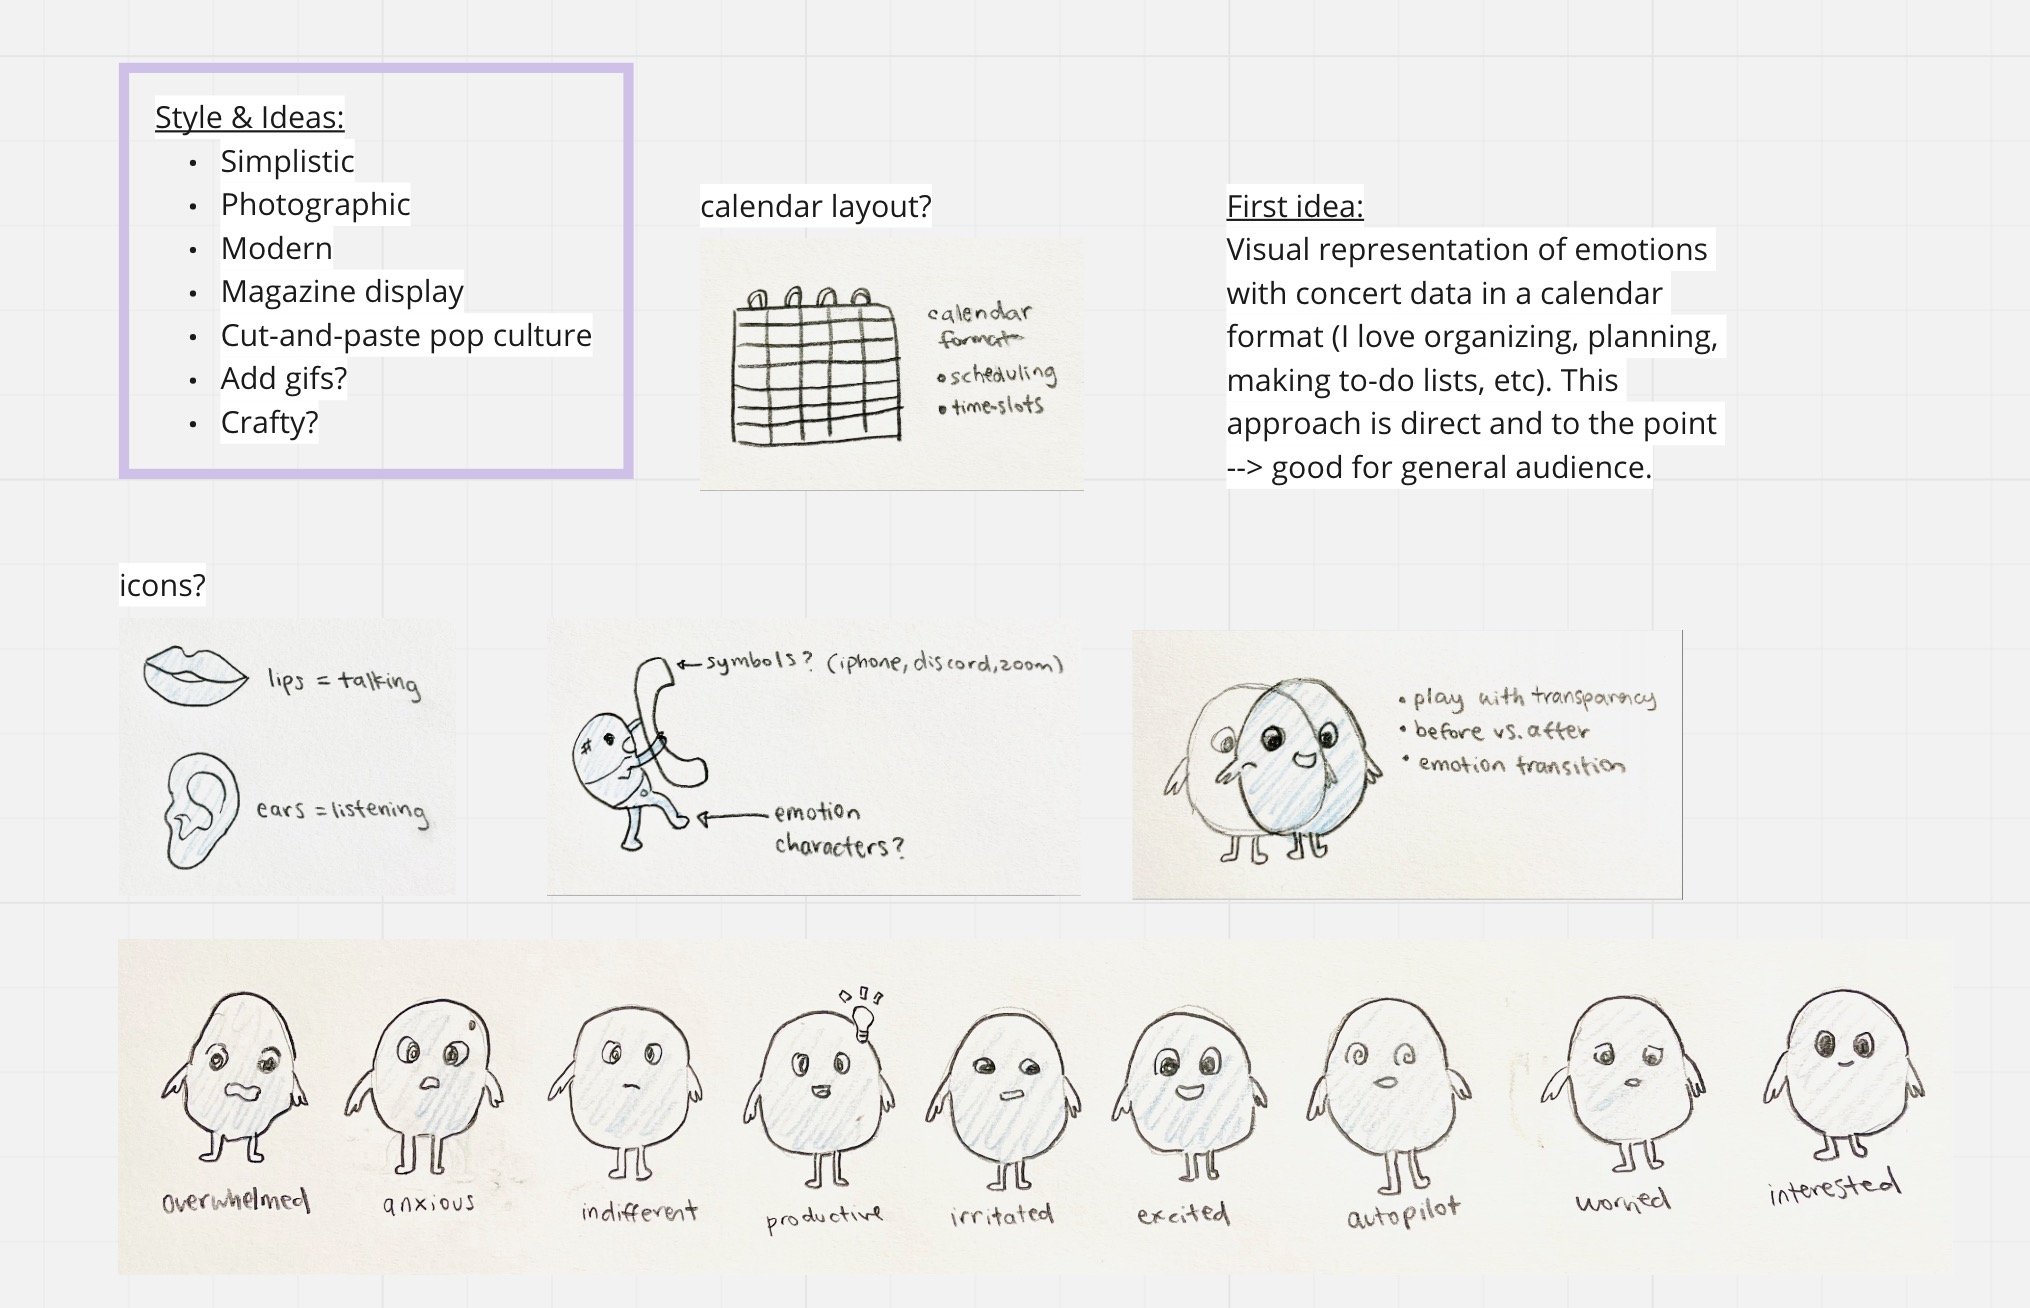 Style & Ideas:
• Simplistic
• Photographic
• Modern
• Magazine display
• Cut-and-paste pop culture
• Add gifs?
• Crafty?
calendar layout?
calendar
format
• scheduling
• time-slots
First idea:
Visual representation of emotions
with concert data in a calendar
format (I love organizing, planning,
making to-do lists, etc). This
approach is direct and to the point
--> good for general audience.
icons?
lips = talking
ears = listening
symbols? (iphone, discord, zoom)
emotion
characters?
• play with transparency
• before vs. after
• emotion transition
overwhelmed
anxious
indifferent
productive
irritated
excited
autopilot
worried
interested